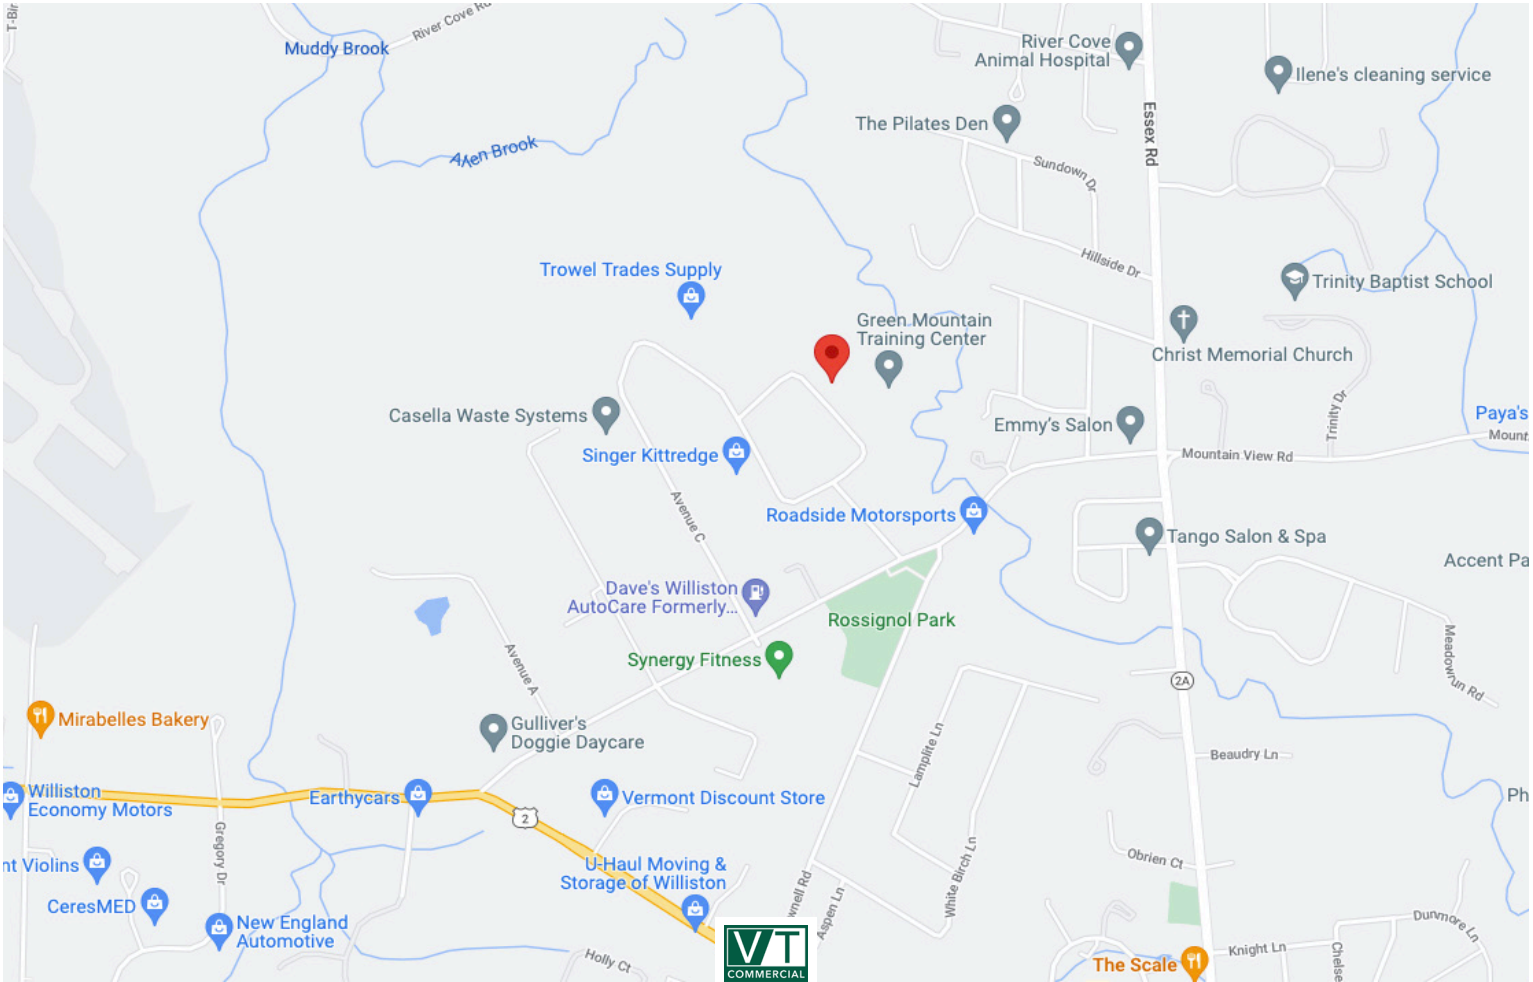 T-Bir
River Cove Rd
Muddy Brook
Allen Brook
River Cove
Animal Hospital
Ilene's cleaning service
The Pilates Den
Essex Rd
Sundown Dr
Hillside Dr
Trowel Trades Supply
Trinity Baptist School
Green Mountain
Training Center
Christ Memorial Church
Casella Waste Systems
Emmy's Salon
Trinity Dr
Paya's
Mount
Singer Kittredge
Mountain View Rd
Avenue C
Roadside Motorsports
Tango Salon & Spa
Accent Pa
Dave's Williston
AutoCare Formerly...
Rossignol Park
Synergy Fitness
Avenue A
Meadowrun Rd
2A
Mirabelles Bakery
Gulliver's
Doggie Daycare
Lamplite Ln
Beaudry Ln
Williston
Economy Motors
Earthycars
Vermont Discount Store
2
Ph
Gregory Dr
White Birch Ln
Obrien Ct
nt Violins
U-Haul Moving &
Storage of Williston
wnell Rd
Aspen Ln
CeresMED
New England
Automotive
Holly Ct
VT
COMMERCIAL
Dunmore Ln
Knight Ln
Chelse
The Scale